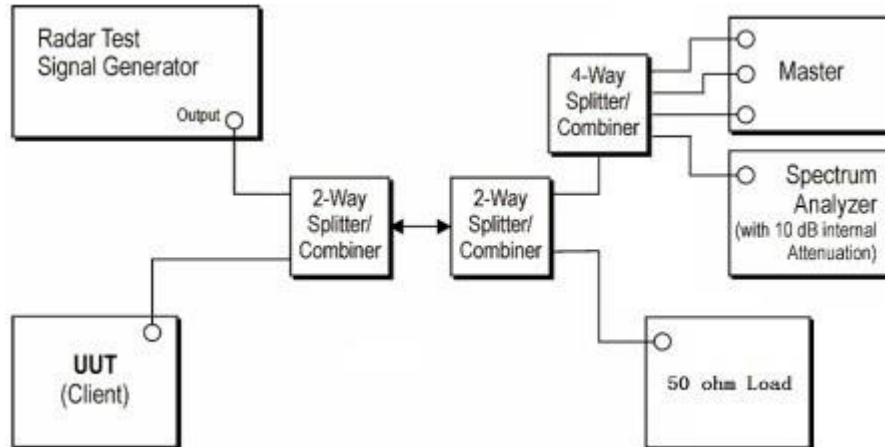 Radar Test
Signal Generator
Output
4-Way
Splitter/
Combiner
Master
Spectrum
Analyzer
(with 10 dB internal
Attenuation)
2-Way
Splitter/
Combiner
2-Way
Splitter/
Combiner
UUT
(Client)
50 ohm Load